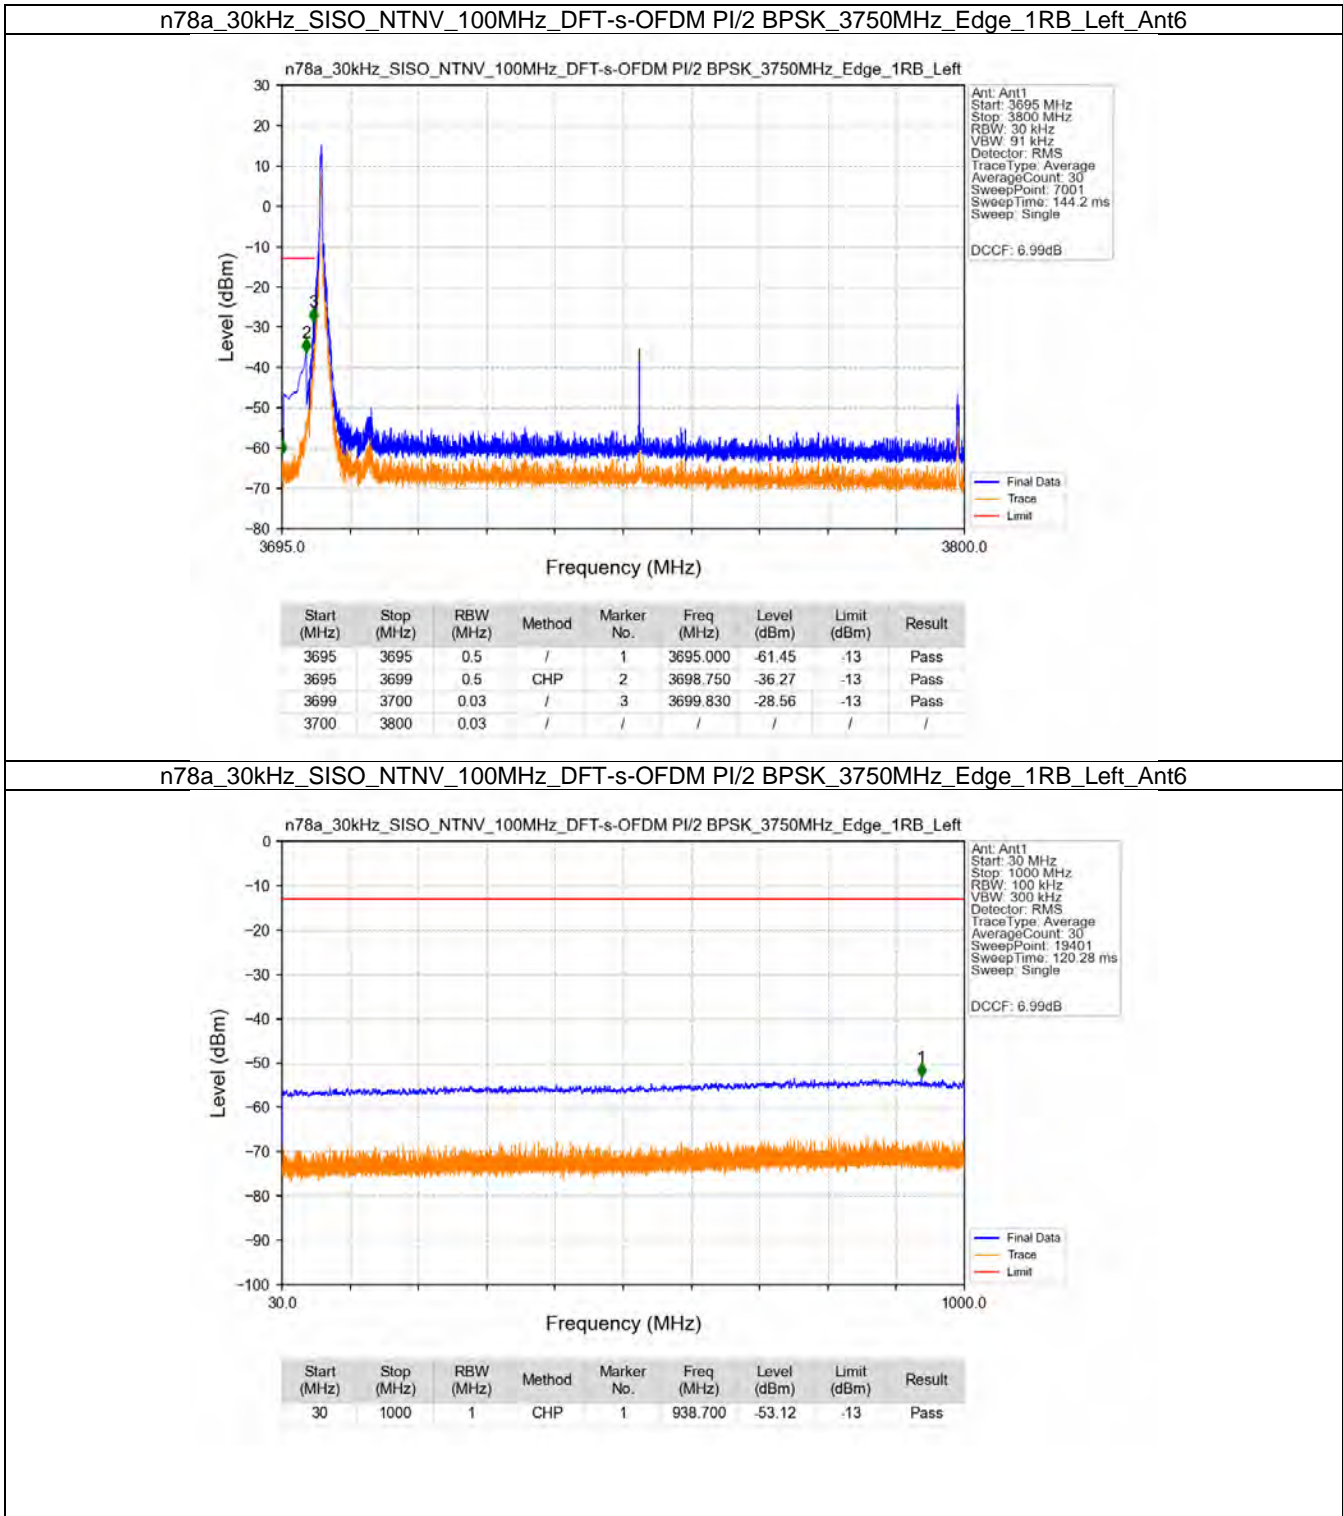 n78a_30kHz_SISO_NTNV_100MHz_DFT-s-OFDM PI/2 BPSK_3750MHz_Edge_1RB_Left_Ant6
n78a_30kHz_SISO_NTNV_100MHz_DFT-s-OFDM PI/2 BPSK_3750MHz_Edge_1RB_Left
Ant: Ant1
Start: 3695 MHz
Stop: 3800 MHz
RBW: 30 kHz
VBW: 91 kHz
Detector: RMS
TraceType: Average
AverageCount: 30
SweepPoint: 7001
SweepTime: 144.2 ms
Sweep: Single
DCCF: 6.99dB
30
20
10
0
−10
−20
−30
−40
−50
−60
−70
−80
Level (dBm)
3
2
Final Data
Trace
Limit
3695.0 3800.0
Frequency (MHz)
Start (MHz) Stop (MHz) RBW (MHz) Method Marker No. Freq (MHz) Level (dBm) Limit (dBm) Result
3695 3695 0.5 / 1 3695.000 -61.45 -13 Pass
3695 3699 0.5 CHP 2 3698.750 -36.27 -13 Pass
3699 3700 0.03 / 3 3699.830 -28.56 -13 Pass
3700 3800 0.03 / / / / / /
n78a_30kHz_SISO_NTNV_100MHz_DFT-s-OFDM PI/2 BPSK_3750MHz_Edge_1RB_Left_Ant6
n78a_30kHz_SISO_NTNV_100MHz_DFT-s-OFDM PI/2 BPSK_3750MHz_Edge_1RB_Left
Ant: Ant1
Start: 30 MHz
Stop: 1000 MHz
RBW: 100 kHz
VBW: 300 kHz
Detector: RMS
TraceType: Average
AverageCount: 30
SweepPoint: 19401
SweepTime: 120.28 ms
Sweep: Single
DCCF: 6.99dB
0
−10
−20
−30
−40
−50
−60
−70
−80
−90
−100
Level (dBm)
1
Final Data
Trace
Limit
30.0 1000.0
Frequency (MHz)
Start (MHz) Stop (MHz) RBW (MHz) Method Marker No. Freq (MHz) Level (dBm) Limit (dBm) Result
30 1000 1 CHP 1 938.700 -53.12 -13 Pass